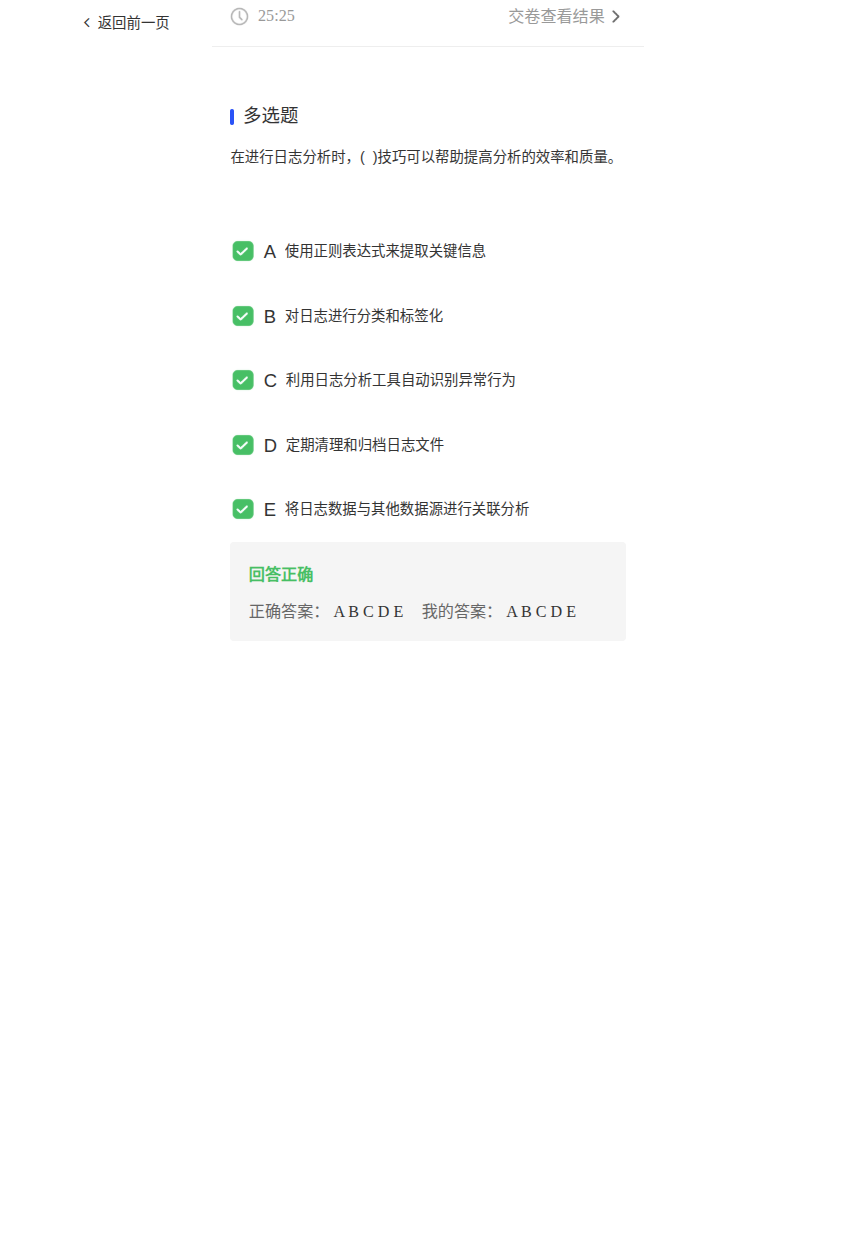 返回前一页
25:25 交卷查看结果
多选题
在进行日志分析时，( )技巧可以帮助提高分析的效率和质量。
A 使用正则表达式来提取关键信息
B 对日志进行分类和标签化
C 利用日志分析工具自动识别异常行为
D 定期清理和归档日志文件
E 将日志数据与其他数据源进行关联分析
回答正确
正确答案： A B C D E 我的答案： A B C D E